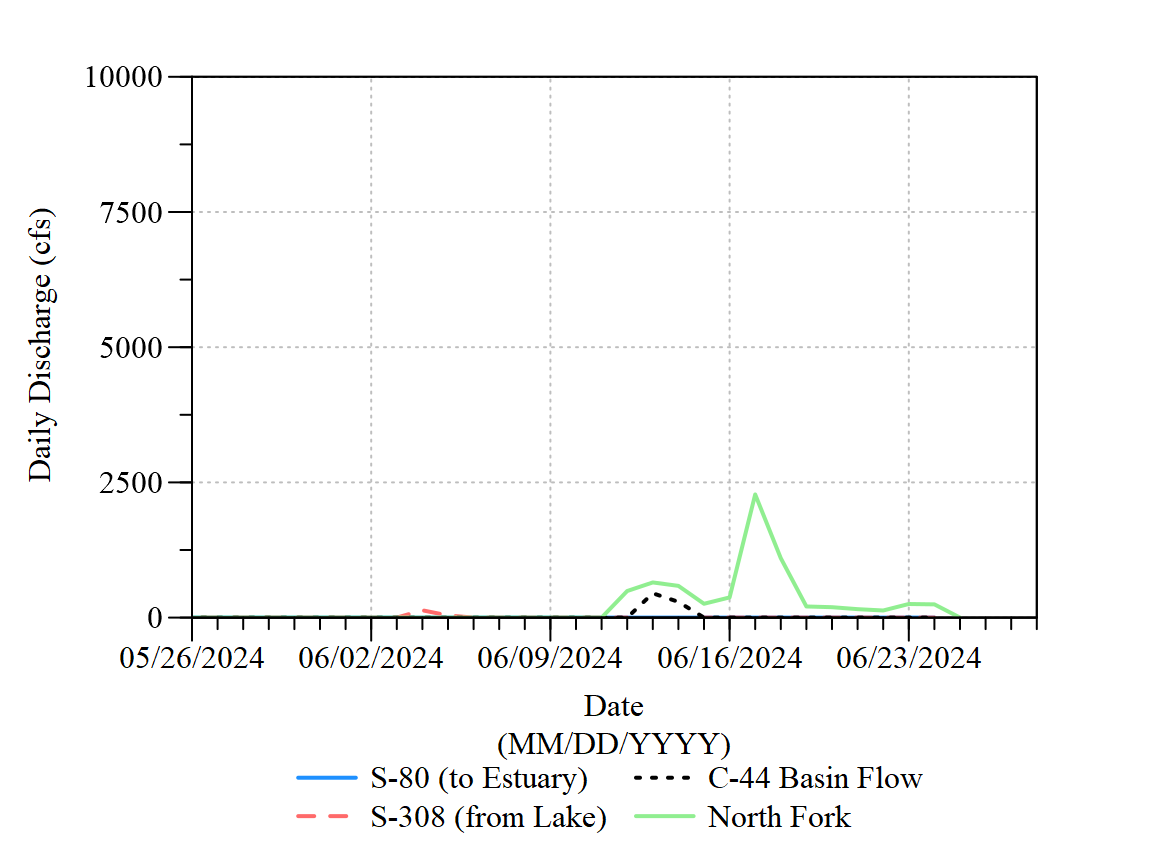 10000
7500
5000
2500
0
Daily Discharge (cfs)
05/26/2024 06/02/2024 06/09/2024 06/16/2024 06/23/2024
Date
(MM/DD/YYYY)
S-80 (to Estuary) C-44 Basin Flow
S-308 (from Lake) North Fork